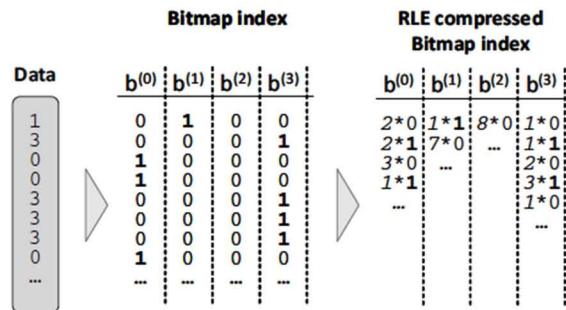 Bitmap index
RLE compressed
Bitmap index
Data
b(0) b(1) b(2) b(3)
b(0) b(1) b(2) b(3)
1
3
0
0
3
3
3
0
...
0 1 0 0
0 0 0 1
1 0 0 0
1 0 0 0
0 0 0 1
0 0 0 1
0 0 0 1
1 0 0 0
... ... ... ...
2*0 1*1 8*0 1*0
2*1 7*0 ... 1*1
3*0 ... 2*0
1*1 3*1
... 1*0
...